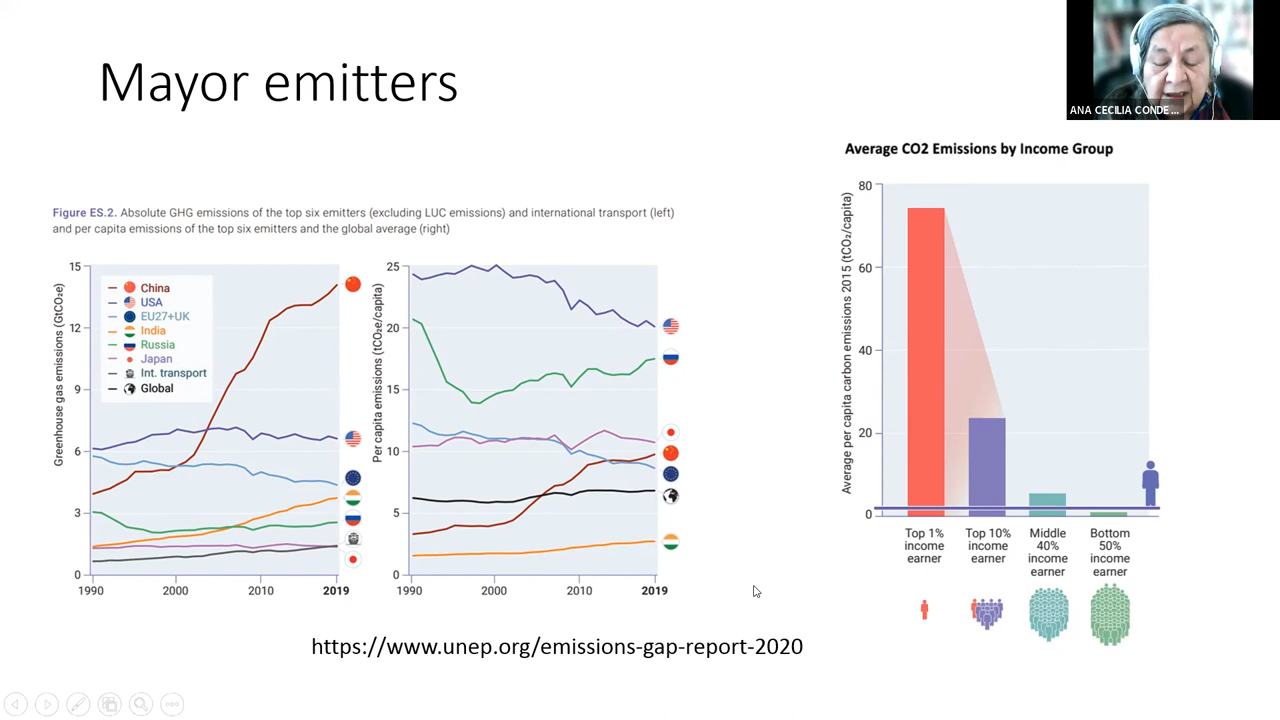 Mayor emitters
ANA CECILIA CONDE ...
Figure ES.2. Absolute GHG emissions of the top six emitters (excluding LUC emissions) and international transport (left)
and per capita emissions of the top six emitters and the global average (right)
Greenhouse gas emissions (GtCO₂e)
15
12
9
6
3
0
China
USA
EU27+UK
India
Russia
Japan
Int. transport
Global
1990
2000
2010
2019
Per capita emissions (tCO₂e/capita)
25
20
15
10
5
0
1990
2000
2010
2019
Average CO2 Emissions by Income Group
Average per capita carbon emissions 2015 (tCO₂/capita)
80
60
40
20
0
Top 1%
income
earner
Top 10%
income
earner
Middle
40%
income
earner
Bottom
50%
income
earner
https://www.unep.org/emissions-gap-report-2020